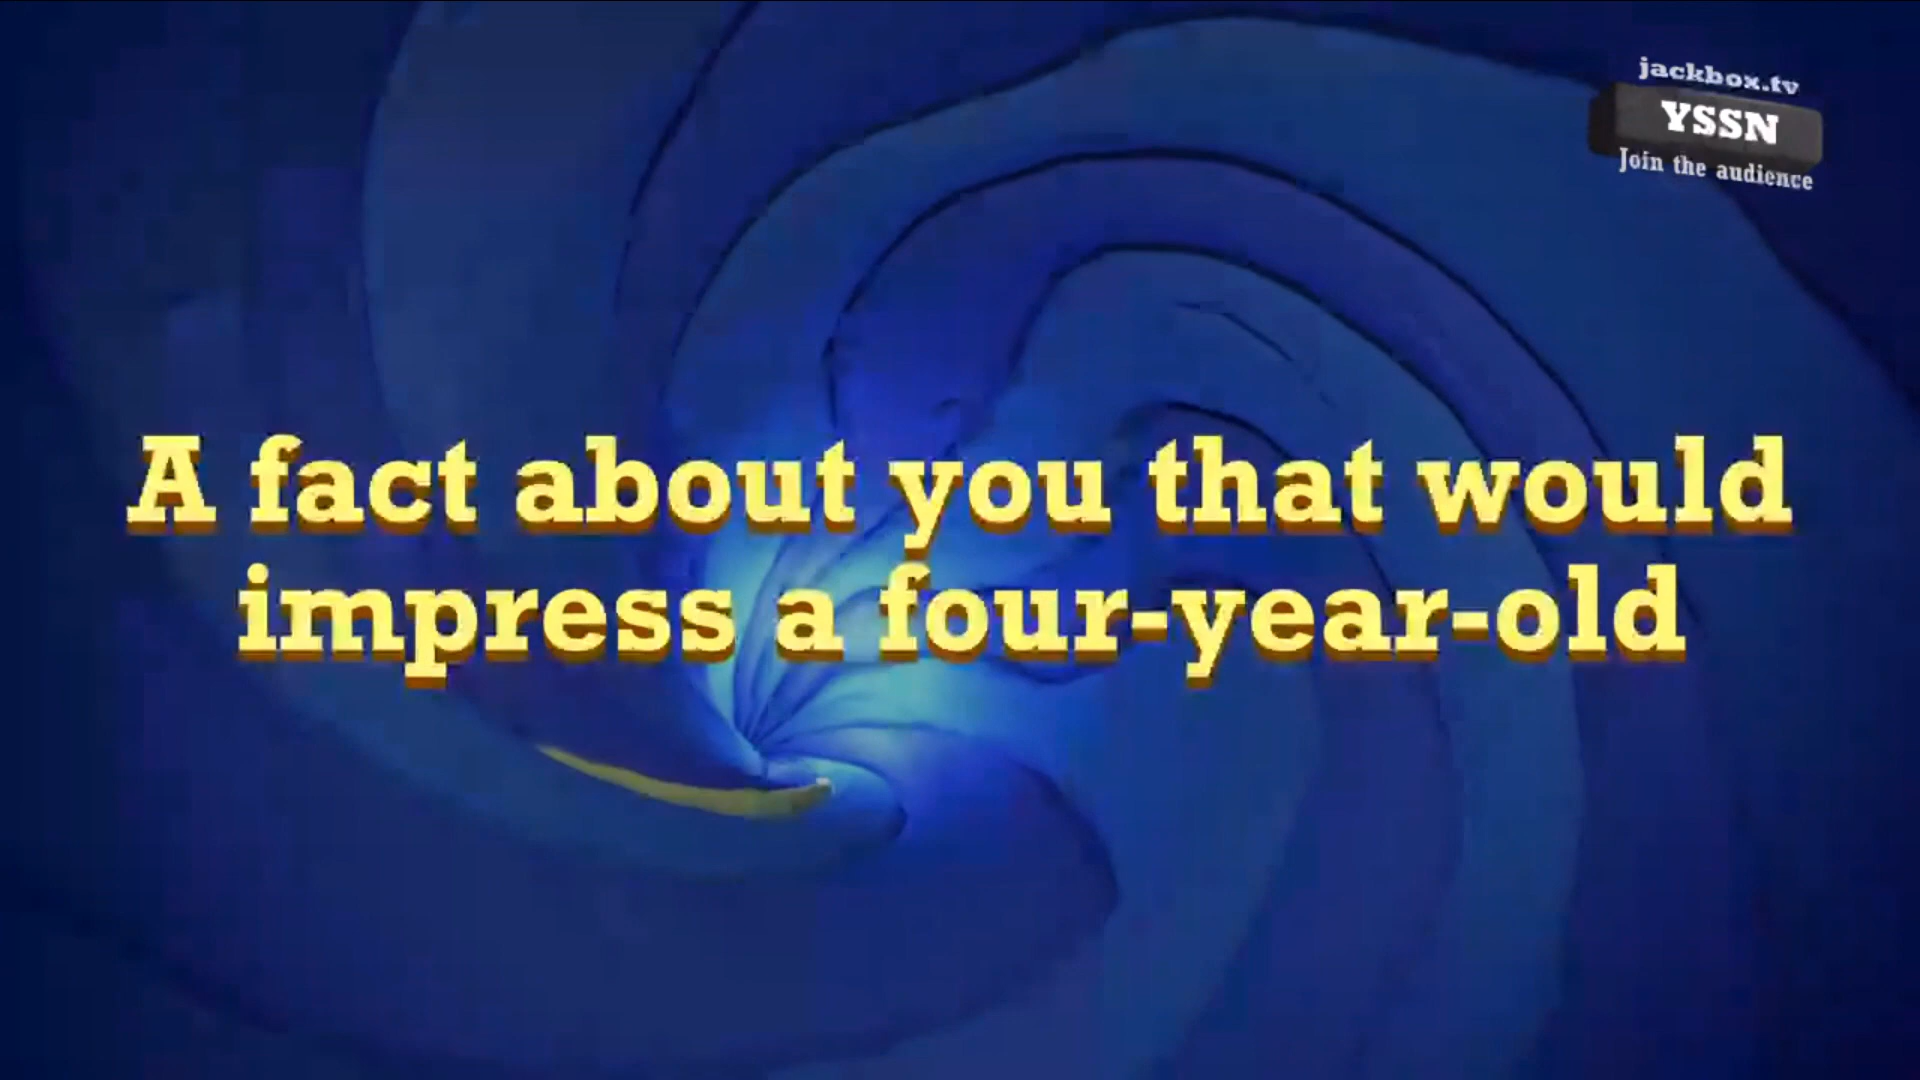 jackbox.tv
YSSN
Join the audience
A fact about you that would
impress a four-year-old